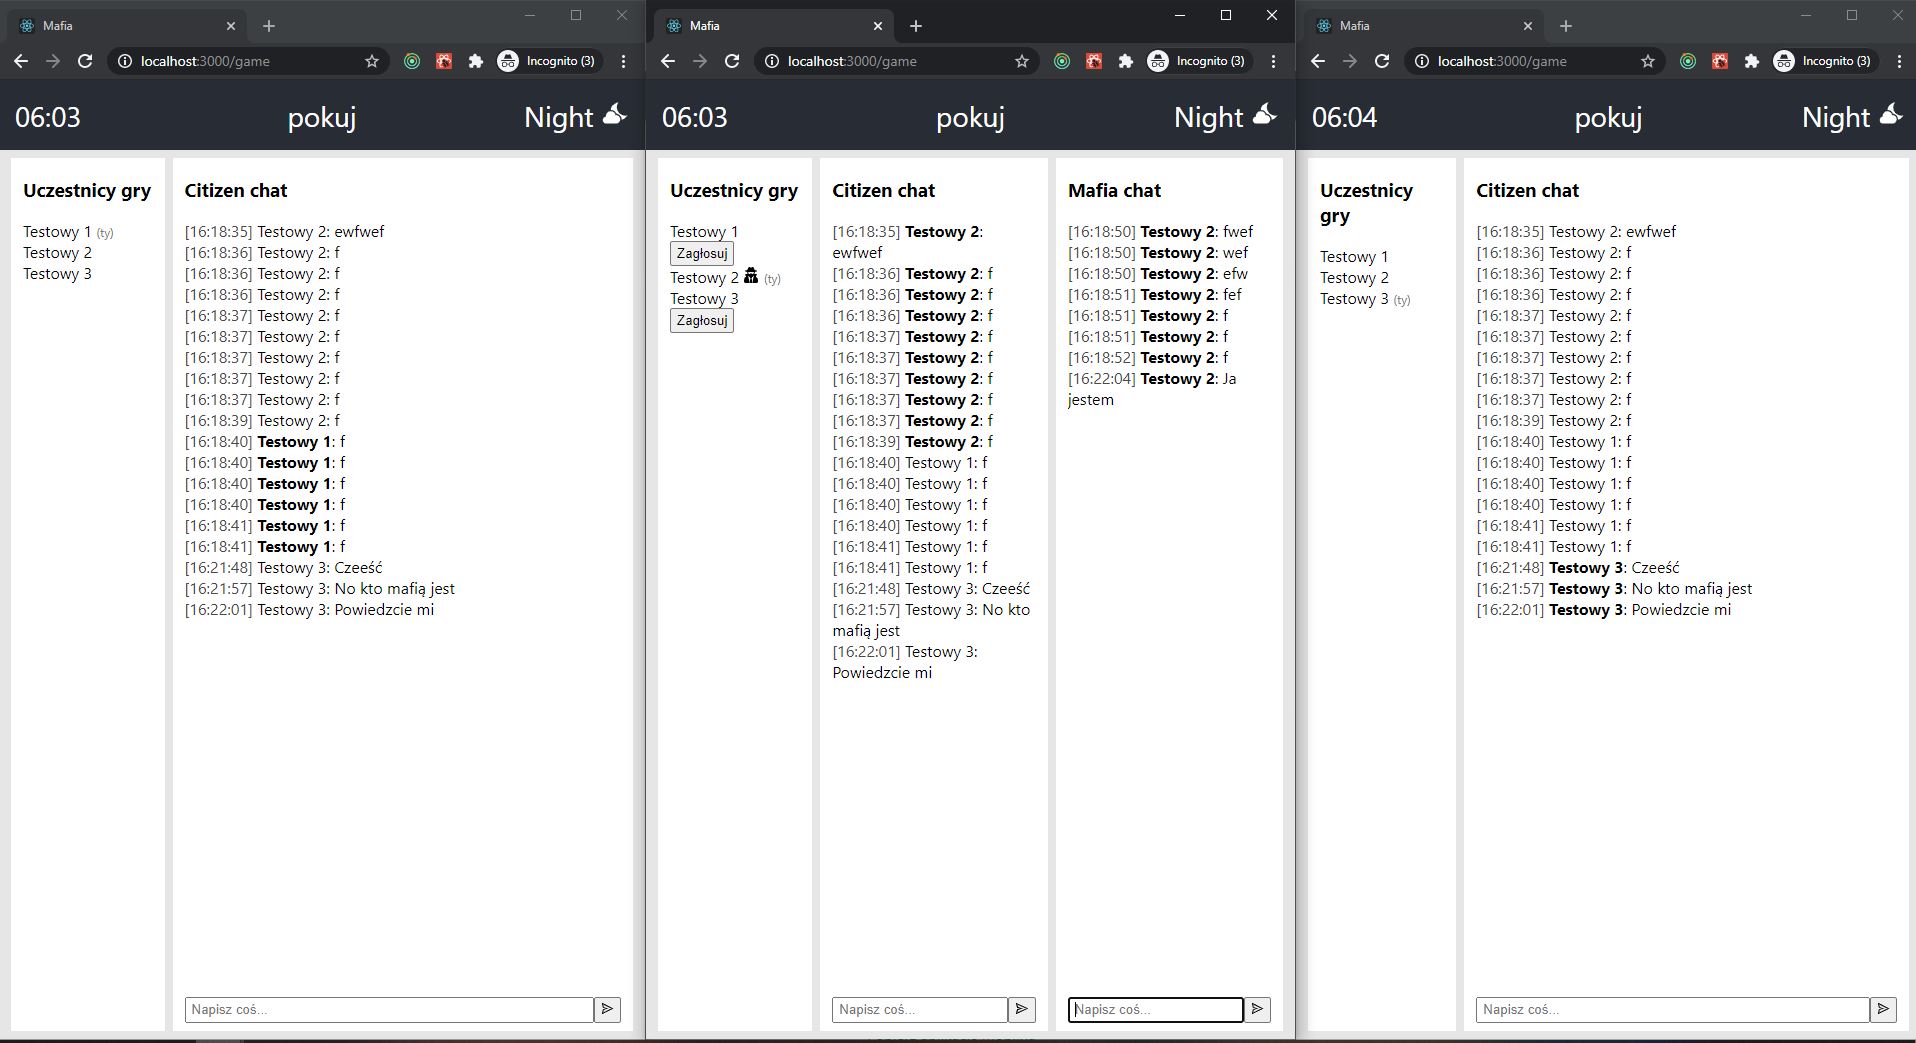 Mafia
localhost:3000/game
Incognito (3)
06:03
pokuj
Night
Uczestnicy gry
Testowy 1 (ty)
Testowy 2
Testowy 3
Citizen chat
[16:18:35] Testowy 2: ewfwef
[16:18:36] Testowy 2: f
[16:18:36] Testowy 2: f
[16:18:36] Testowy 2: f
[16:18:37] Testowy 2: f
[16:18:37] Testowy 2: f
[16:18:37] Testowy 2: f
[16:18:37] Testowy 2: f
[16:18:37] Testowy 2: f
[16:18:39] Testowy 2: f
[16:18:40] Testowy 1: f
[16:18:40] Testowy 1: f
[16:18:40] Testowy 1: f
[16:18:40] Testowy 1: f
[16:18:41] Testowy 1: f
[16:18:41] Testowy 1: f
[16:21:48] Testowy 3: Czeeść
[16:21:57] Testowy 3: No kto mafią jest
[16:22:01] Testowy 3: Powiedzcie mi
Napisz coś...
Mafia
localhost:3000/game
Incognito (3)
06:03
pokuj
Night
Uczestnicy gry
Testowy 1
Zagłosuj
Testowy 2 (ty)
Testowy 3
Zagłosuj
Citizen chat
[16:18:35] Testowy 2:
ewfwef
[16:18:36] Testowy 2: f
[16:18:36] Testowy 2: f
[16:18:36] Testowy 2: f
[16:18:37] Testowy 2: f
[16:18:37] Testowy 2: f
[16:18:37] Testowy 2: f
[16:18:37] Testowy 2: f
[16:18:37] Testowy 2: f
[16:18:39] Testowy 2: f
[16:18:40] Testowy 1: f
[16:18:40] Testowy 1: f
[16:18:40] Testowy 1: f
[16:18:40] Testowy 1: f
[16:18:41] Testowy 1: f
[16:18:41] Testowy 1: f
[16:21:48] Testowy 3: Czeeść
[16:21:57] Testowy 3: No kto
mafią jest
[16:22:01] Testowy 3:
Powiedzcie mi
Napisz coś...
Mafia chat
[16:18:50] Testowy 2: fwef
[16:18:50] Testowy 2: wef
[16:18:50] Testowy 2: efw
[16:18:51] Testowy 2: fef
[16:18:51] Testowy 2: f
[16:18:51] Testowy 2: f
[16:18:52] Testowy 2: f
[16:22:04] Testowy 2: Ja
jestem
Napisz coś...
Mafia
localhost:3000/game
Incognito (3)
06:04
pokuj
Night
Uczestnicy
gry
Testowy 1
Testowy 2
Testowy 3 (ty)
Citizen chat
[16:18:35] Testowy 2: ewfwef
[16:18:36] Testowy 2: f
[16:18:36] Testowy 2: f
[16:18:36] Testowy 2: f
[16:18:37] Testowy 2: f
[16:18:37] Testowy 2: f
[16:18:37] Testowy 2: f
[16:18:37] Testowy 2: f
[16:18:37] Testowy 2: f
[16:18:39] Testowy 2: f
[16:18:40] Testowy 1: f
[16:18:40] Testowy 1: f
[16:18:40] Testowy 1: f
[16:18:40] Testowy 1: f
[16:18:41] Testowy 1: f
[16:18:41] Testowy 1: f
[16:21:48] Testowy 3: Czeeść
[16:21:57] Testowy 3: No kto mafią jest
[16:22:01] Testowy 3: Powiedzcie mi
Napisz coś...